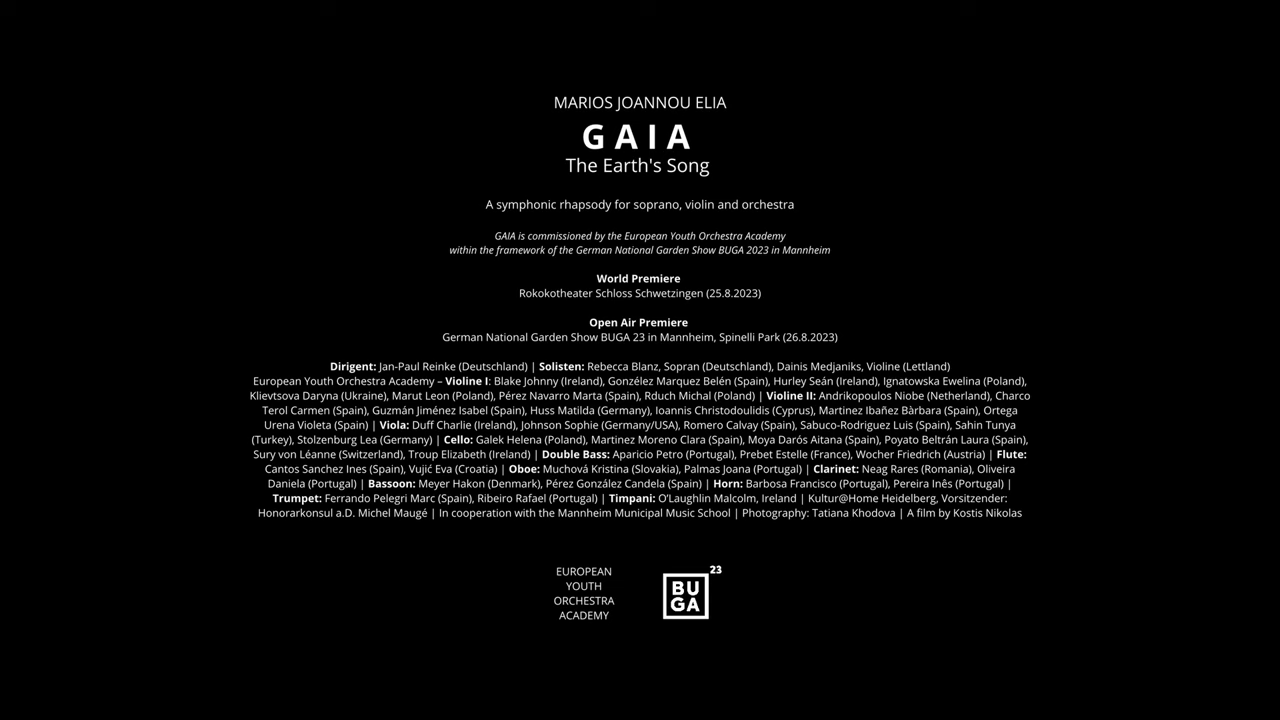 MARIOS JOANNOU ELIA
GAIA
The Earth's Song
A symphonic rhapsody for soprano, violin and orchestra
GAIA is commissioned by the European Youth Orchestra Academy
within the framework of the German National Garden Show BUGA 2023 in Mannheim
World Premiere
Rokokotheater Schloss Schwetzingen (25.8.2023)
Open Air Premiere
German National Garden Show BUGA 23 in Mannheim, Spinelli Park (26.8.2023)
Dirigent: Jan-Paul Reinke (Deutschland) | Solisten: Rebecca Blanz, Sopran (Deutschland), Dainis Medjaniks, Violine (Lettland)
European Youth Orchestra Academy – Violine I: Blake Johnny (Ireland), Gonzélez Marquez Belén (Spain), Hurley Seán (Ireland), Ignatowska Ewelina (Poland),
Klievtsova Daryna (Ukraine), Marut Leon (Poland), Pérez Navarro Marta (Spain), Rduch Michal (Poland) | Violine II: Andrikopoulos Niobe (Netherland), Charco
Terol Carmen (Spain), Guzmán Jiménez Isabel (Spain), Huss Matilda (Germany), Ioannis Christodoulidis (Cyprus), Martinez Ibañez Bàrbara (Spain), Ortega
Urena Violeta (Spain) | Viola: Duff Charlie (Ireland), Johnson Sophie (Germany/USA), Romero Calvay (Spain), Sabuco-Rodriguez Luis (Spain), Sahin Tunya
(Turkey), Stolzenburg Lea (Germany) | Cello: Galek Helena (Poland), Martinez Moreno Clara (Spain), Moya Darós Aitana (Spain), Poyato Beltrán Laura (Spain),
Sury von Léanne (Switzerland), Troup Elizabeth (Ireland) | Double Bass: Aparicio Petro (Portugal), Prebet Estelle (France), Wocher Friedrich (Austria) | Flute:
Cantos Sanchez Ines (Spain), Vujić Eva (Croatia) | Oboe: Muchová Kristina (Slovakia), Palmas Joana (Portugal) | Clarinet: Neag Rares (Romania), Oliveira
Daniela (Portugal) | Bassoon: Meyer Hakon (Denmark), Pérez González Candela (Spain) | Horn: Barbosa Francisco (Portugal), Pereira Inês (Portugal) |
Trumpet: Ferrando Pelegri Marc (Spain), Ribeiro Rafael (Portugal) | Timpani: O'Laughlin Malcolm, Ireland | Kultur@Home Heidelberg, Vorsitzender:
Honorarkonsul a.D. Michel Maugé | In cooperation with the Mannheim Municipal Music School | Photography: Tatiana Khodova | A film by Kostis Nikolas
EUROPEAN
YOUTH
ORCHESTRA
ACADEMY
BU
GA
23